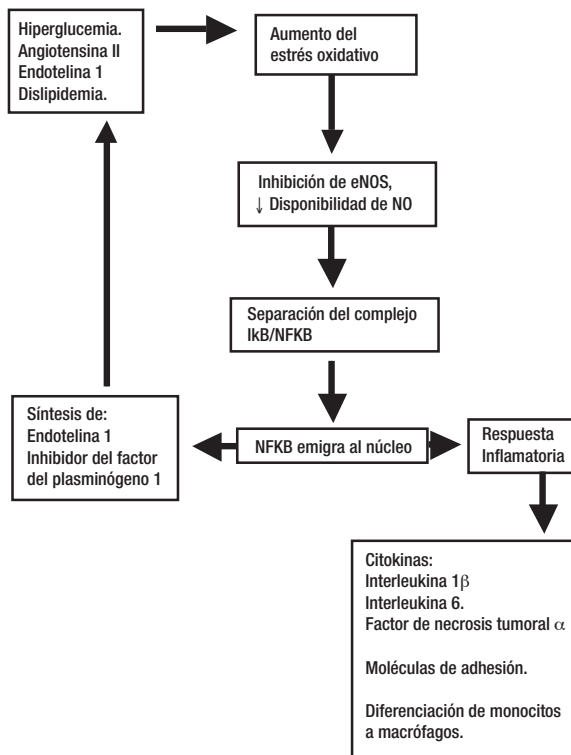 Hiperglucemia.
Angiotensina II
Endotelina 1
Dislipidemia.
Aumento del
estrés oxidativo
Inhibición de eNOS,
↓ Disponibilidad de NO
Separación del complejo
IkB/NFKB
Síntesis de:
Endotelina 1
Inhibidor del factor
del plasminógeno 1
NFKB emigra al núcleo
Respuesta
Inflamatoria
Citokinas:
Interleukina 1β
Interleukina 6.
Factor de necrosis tumoral α
Moléculas de adhesión.
Diferenciación de monocitos
a macrófagos.